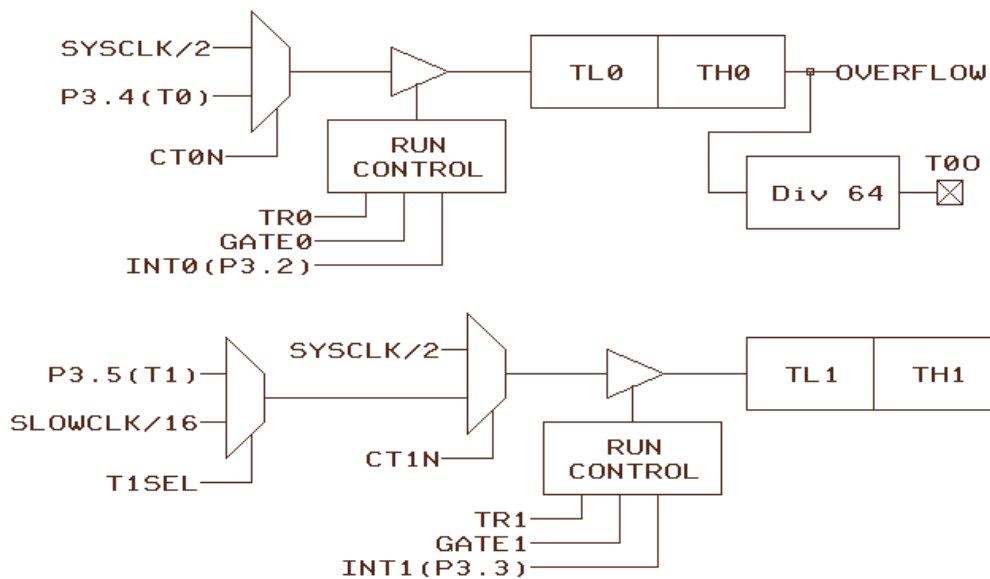 SYSCLK/2
P3.4(T0)
CT0N
RUN
CONTROL
TR0
GATE0
INT0(P3.2)
TL0
TH0
OVERFLOW
Div 64
T0O
P3.5(T1)
SLOWCLK/16
T1SEL
SYSCLK/2
CT1N
RUN
CONTROL
TR1
GATE1
INT1(P3.3)
TL1
TH1